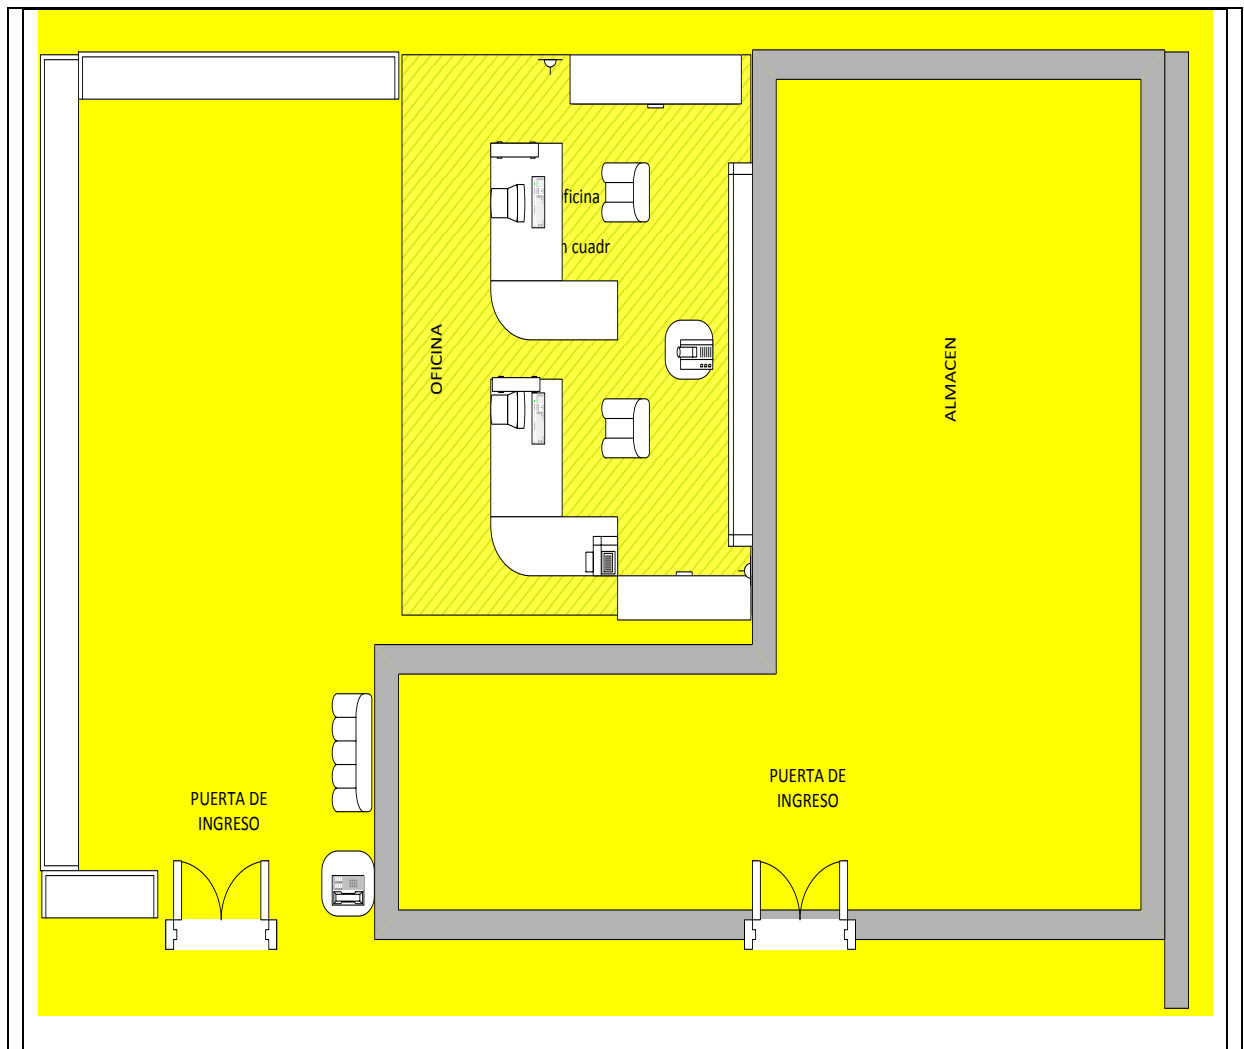 ficina
cuadr
OFICINA
ALMACEN
PUERTA DE
INGRESO
PUERTA DE
INGRESO